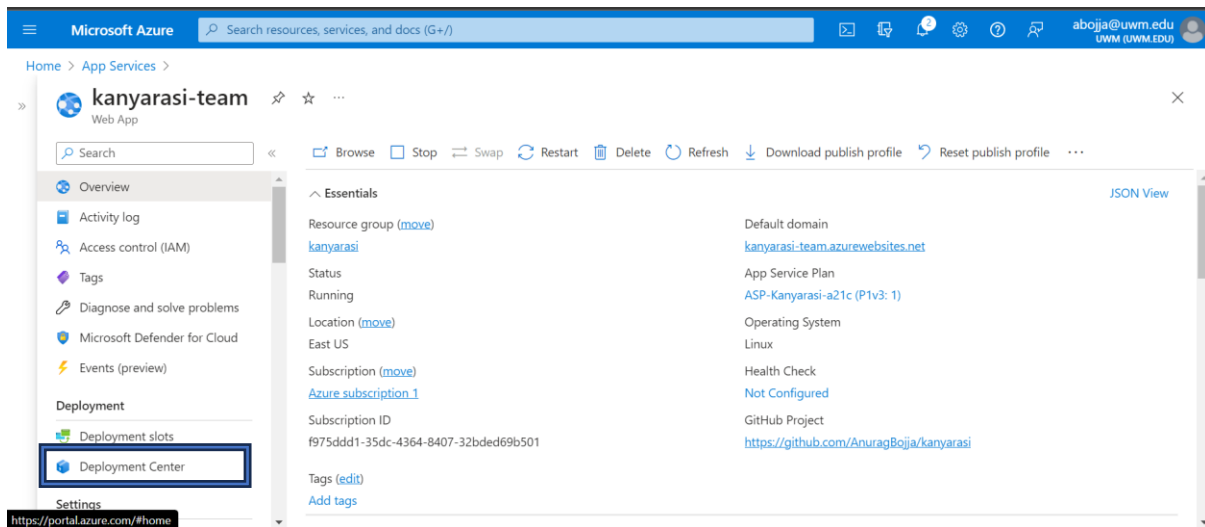 Microsoft Azure
Search resources, services, and docs (G+/)
2
abojja@uwm.edu
UWM (UWM.EDU)
Home > App Services >
kanyarasi-team
Web App
Search
Browse Stop Swap Restart Delete Refresh Download publish profile Reset publish profile
Overview
Activity log
Access control (IAM)
Tags
Diagnose and solve problems
Microsoft Defender for Cloud
Events (preview)
Deployment
Deployment slots
Deployment Center
Settings
https://portal.azure.com/#home
Essentials
JSON View
Resource group (move)
kanyarasi
Status
Running
Location (move)
East US
Subscription (move)
Azure subscription 1
Subscription ID
f975ddd1-35dc-4364-8407-32bded69b501
Tags (edit)
Add tags
Default domain
kanyarasi-team.azurewebsites.net
App Service Plan
ASP-Kanyarasi-a21c (P1v3: 1)
Operating System
Linux
Health Check
Not Configured
GitHub Project
https://github.com/AnuragBojja/kanyarasi